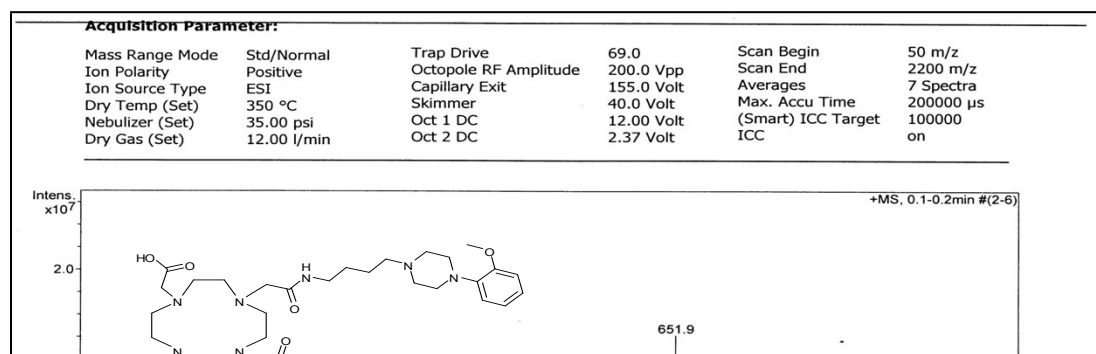 Acquisition Parameter:
Mass Range Mode Std/Normal Trap Drive 69.0 Scan Begin 50 m/z
Ion Polarity Positive Octopole RF Amplitude 200.0 Vpp Scan End 2200 m/z
Ion Source Type ESI Capillary Exit 155.0 Volt Averages 7 Spectra
Dry Temp (Set) 350 °C Skimmer 40.0 Volt Max. Accu Time 200000 µs
Nebulizer (Set) 35.00 psi Oct 1 DC 12.00 Volt (Smart) ICC Target 100000
Dry Gas (Set) 12.00 l/min Oct 2 DC 2.37 Volt ICC on
Intens.
x10⁷
+MS, 0.1-0.2min #(2-6)
2.0
HO
O
H
N
O
N
N
O
N
N
O
651.9